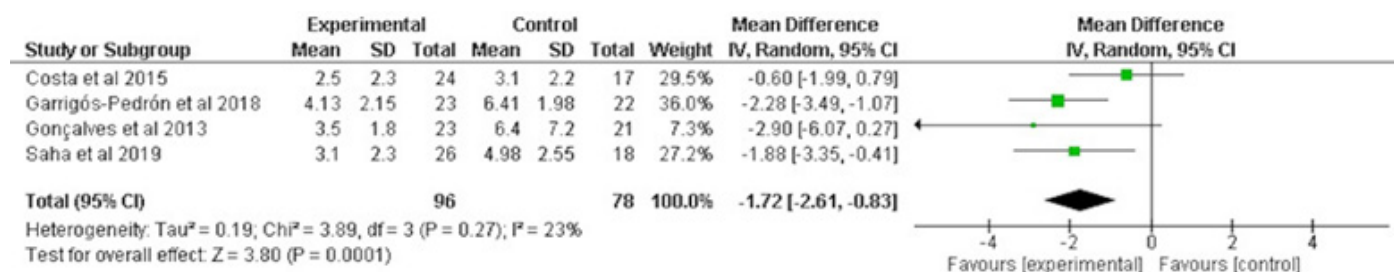 Experimental Control Mean Difference Mean Difference
Study or Subgroup Mean SD Total Mean SD Total Weight IV, Random, 95% CI IV, Random, 95% CI
Costa et al 2015 2.5 2.3 24 3.1 2.2 17 29.5% -0.60 [-1.99, 0.79]
Garrigós-Pedrón et al 2018 4.13 2.15 23 6.41 1.98 22 36.0% -2.28 [-3.49, -1.07]
Gonçalves et al 2013 3.5 1.8 23 6.4 7.2 21 7.3% -2.90 [-6.07, 0.27]
Saha et al 2019 3.1 2.3 26 4.98 2.55 18 27.2% -1.88 [-3.35, -0.41]
Total (95% CI) 96 78 100.0% -1.72 [-2.61, -0.83]
Heterogeneity: Tau² = 0.19; Chi² = 3.89, df = 3 (P = 0.27); I² = 23%
Test for overall effect: Z = 3.80 (P = 0.0001)
-4 -2 0 2 4
Favours [experimental] Favours [control]